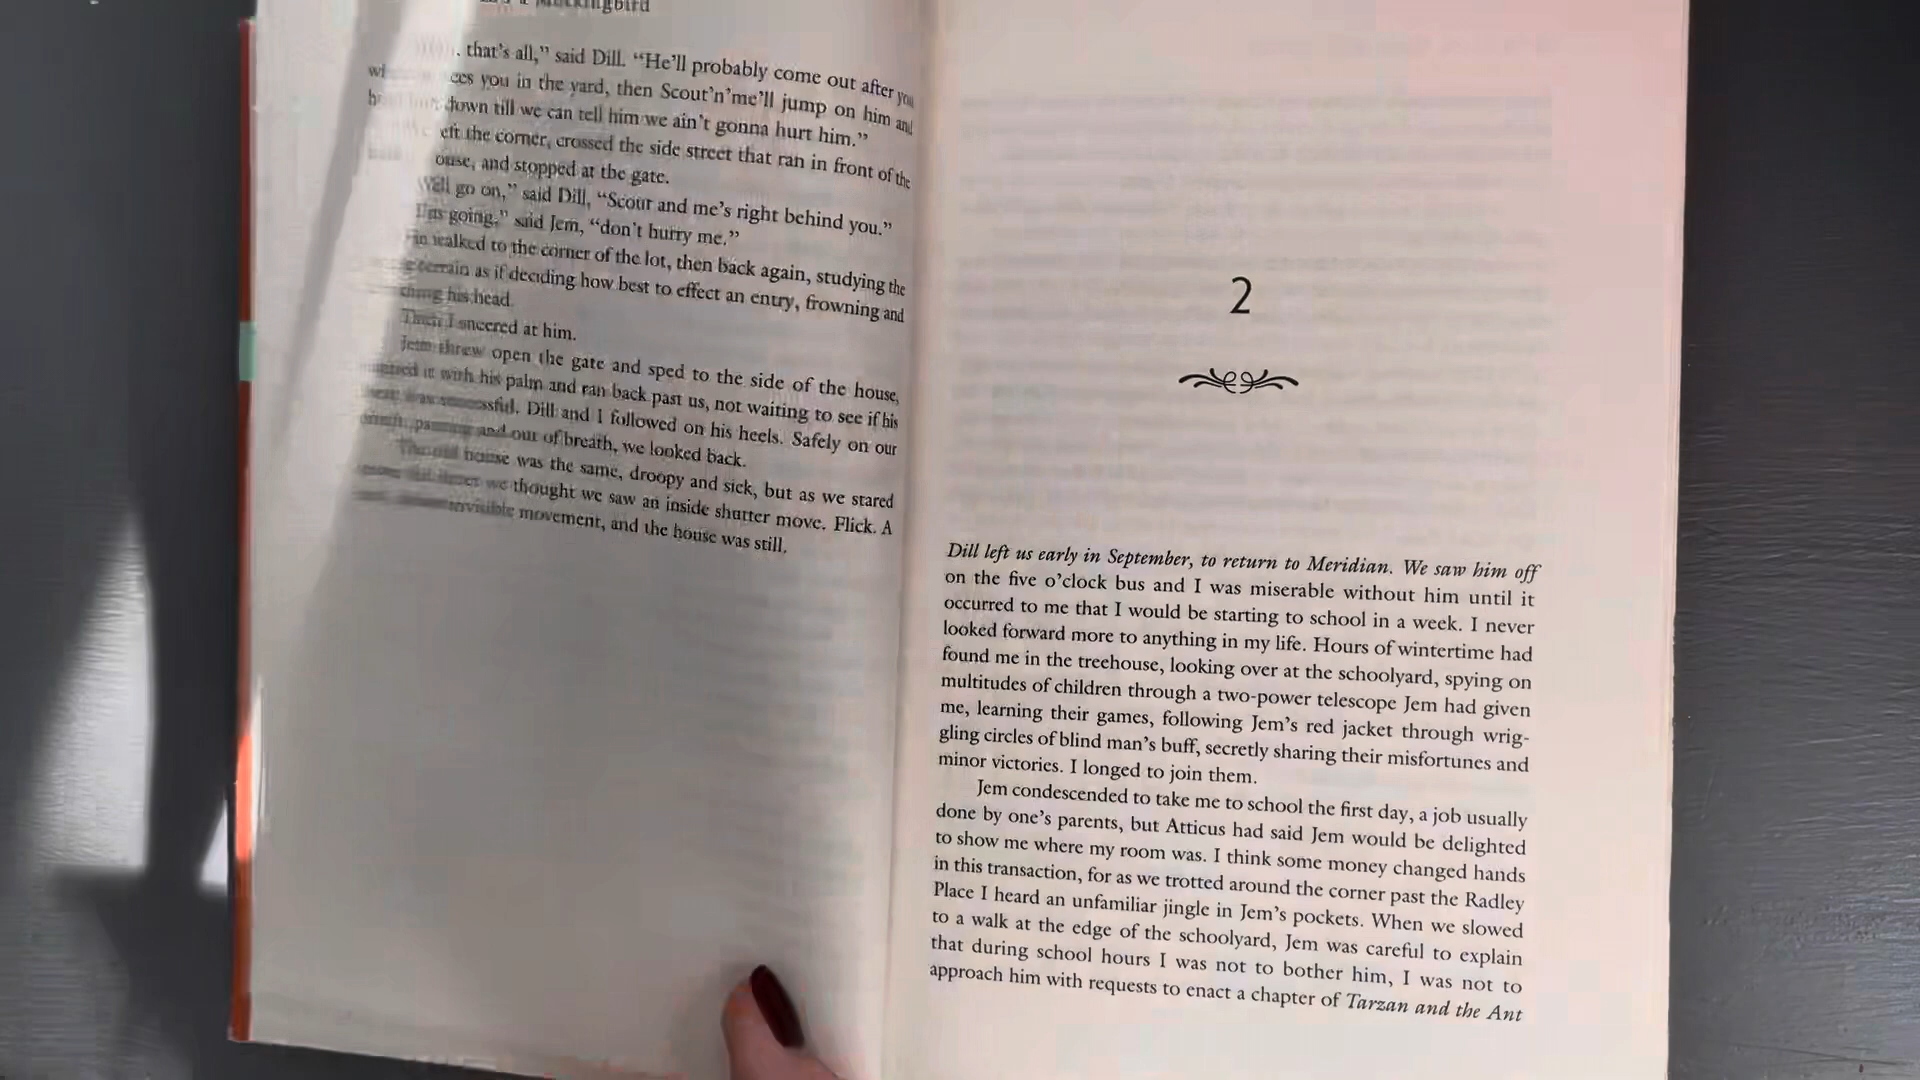 Mockingbird
that's all,” said Dill. “He'll probably come out after you
you in the yard, then Scout'n'me'll jump on him and
down till we can tell him we ain't gonna hurt him.”
left the corner, crossed the side street that ran in front of the
and stopped at the gate.
go on,” said Dill, “Scout and me's right behind you.”
going,” said Jem, “don't hurry me.”
walked to the corner of the lot, then back again, studying the
terrain as if deciding how best to effect an entry, frowning and
his head.
Then I sneered at him.
Jem threw open the gate and sped to the side of the house,
it with his palm and ran back past us, not waiting to see if his
was successful. Dill and I followed on his heels. Safely on our
and out of breath, we looked back.
house was the same, droopy and sick, but as we stared
we thought we saw an inside shutter move. Flick. A
invisible movement, and the house was still.
2
Dill left us early in September, to return to Meridian. We saw him off
on the five o'clock bus and I was miserable without him until it
occurred to me that I would be starting to school in a week. I never
looked forward more to anything in my life. Hours of wintertime had
found me in the treehouse, looking over at the schoolyard, spying on
multitudes of children through a two-power telescope Jem had given
me, learning their games, following Jem's red jacket through wrig-
gling circles of blind man's buff, secretly sharing their misfortunes and
minor victories. I longed to join them.
Jem condescended to take me to school the first day, a job usually
done by one's parents, but Atticus had said Jem would be delighted
to show me where my room was. I think some money changed hands
in this transaction, for as we trotted around the corner past the Radley
Place I heard an unfamiliar jingle in Jem's pockets. When we slowed
to a walk at the edge of the schoolyard, Jem was careful to explain
that during school hours I was not to bother him, I was not to
approach him with requests to enact a chapter of Tarzan and the Ant